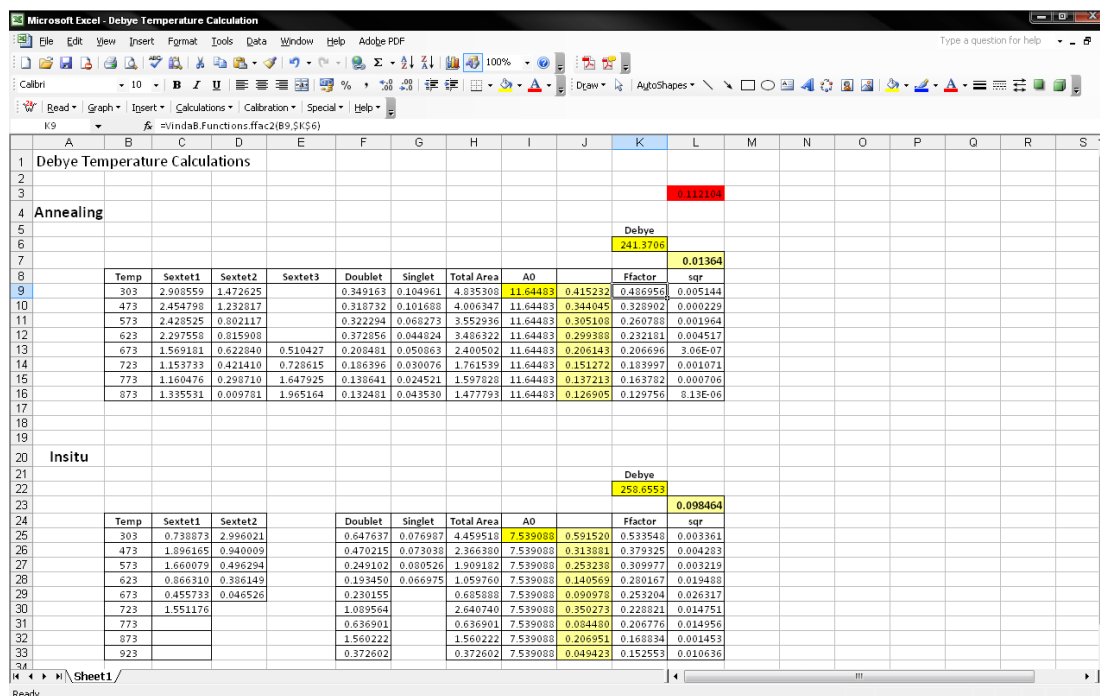 Microsoft Excel - Debye Temperature Calculation
File Edit View Insert Format Tools Data Window Help Adobe PDF Type a question for help
100%
Calibri 10 B I U % , Draw AutoShapes
Read Graph Insert Calculations Calibration Special Help
K9 fx =VindaB.Functions.ffac2(B9,$K$6)
A B C D E F G H I J K L M N O P Q R S
1 Debye Temperature Calculations
2
3 0.112104
4 Annealing
5 Debye
6 241.3706
7 0.01364
8 Temp Sextet1 Sextet2 Sextet3 Doublet Singlet Total Area A0 Ffactor sqr
9 303 2.908559 1.472625 0.349163 0.104961 4.835308 11.64483 0.415232 0.486956 0.005144
10 473 2.454798 1.232817 0.318732 0.101688 4.006347 11.64483 0.344045 0.328902 0.000229
11 573 2.428525 0.802117 0.322294 0.068273 3.552936 11.64483 0.305108 0.260788 0.001964
12 623 2.297558 0.815908 0.372856 0.044824 3.486322 11.64483 0.299388 0.232181 0.004517
13 673 1.569181 0.622840 0.510427 0.208481 0.050863 2.400502 11.64483 0.206143 0.206696 3.06E-07
14 723 1.153733 0.421410 0.728615 0.186396 0.030076 1.761539 11.64483 0.151272 0.183997 0.001071
15 773 1.160476 0.298710 1.647925 0.138641 0.024521 1.597828 11.64483 0.137213 0.163782 0.000706
16 873 1.335531 0.009781 1.965164 0.132481 0.043530 1.477793 11.64483 0.126905 0.129756 8.13E-06
17
18
19
20 Insitu
21 Debye
22 258.6553
23 0.098464
24 Temp Sextet1 Sextet2 Doublet Singlet Total Area A0 Ffactor sqr
25 303 0.738873 2.996021 0.647637 0.076987 4.459518 7.539088 0.591520 0.533548 0.003361
26 473 1.896165 0.940009 0.470215 0.073038 2.366380 7.539088 0.313881 0.379325 0.004283
27 573 1.660079 0.496294 0.249102 0.080526 1.909182 7.539088 0.253238 0.309977 0.003219
28 623 0.866310 0.386149 0.193450 0.066975 1.059760 7.539088 0.140569 0.280167 0.019488
29 673 0.455733 0.046526 0.230155 0.685888 7.539088 0.090978 0.253204 0.026317
30 723 1.551176 1.089564 2.640740 7.539088 0.350273 0.228821 0.014751
31 773 0.636901 0.636901 7.539088 0.084480 0.206776 0.014956
32 873 1.560222 1.560222 7.539088 0.206951 0.168834 0.001453
33 923 0.372602 0.372602 7.539088 0.049423 0.152553 0.010636
34
Sheet1
Ready